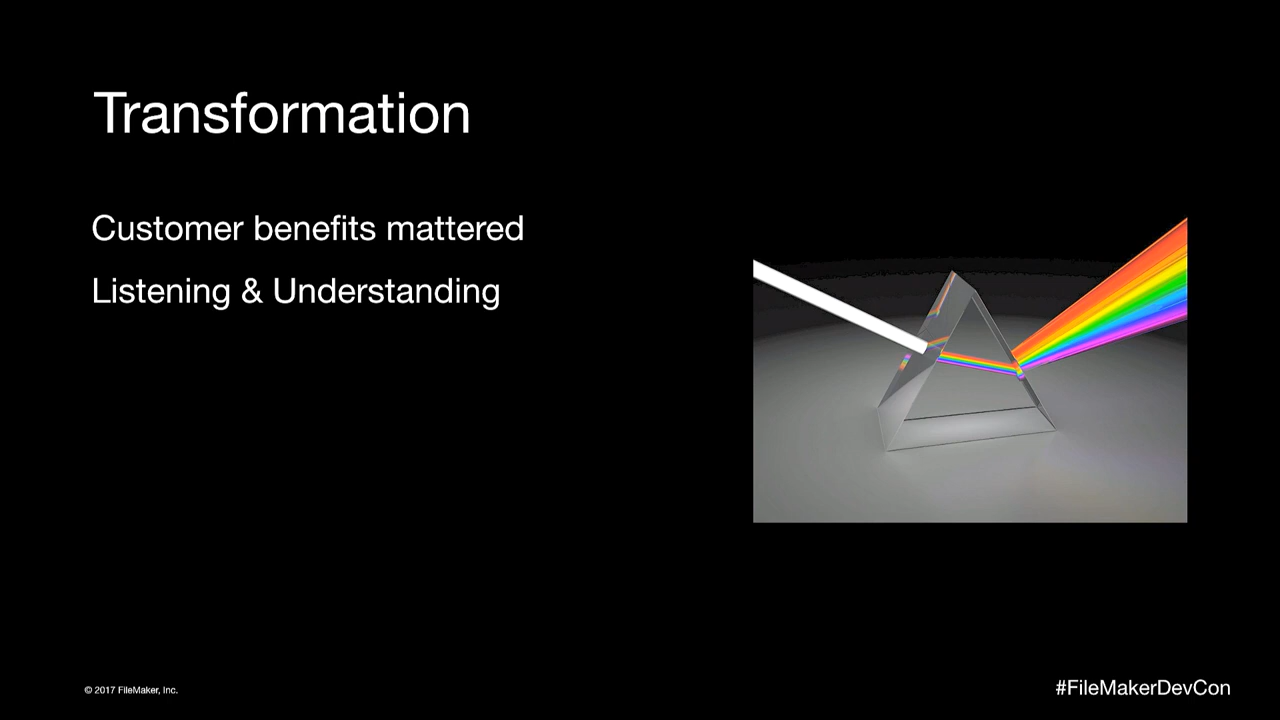 Transformation
Customer benefits mattered
Listening & Understanding
© 2017 FileMaker, Inc.
#FileMakerDevCon